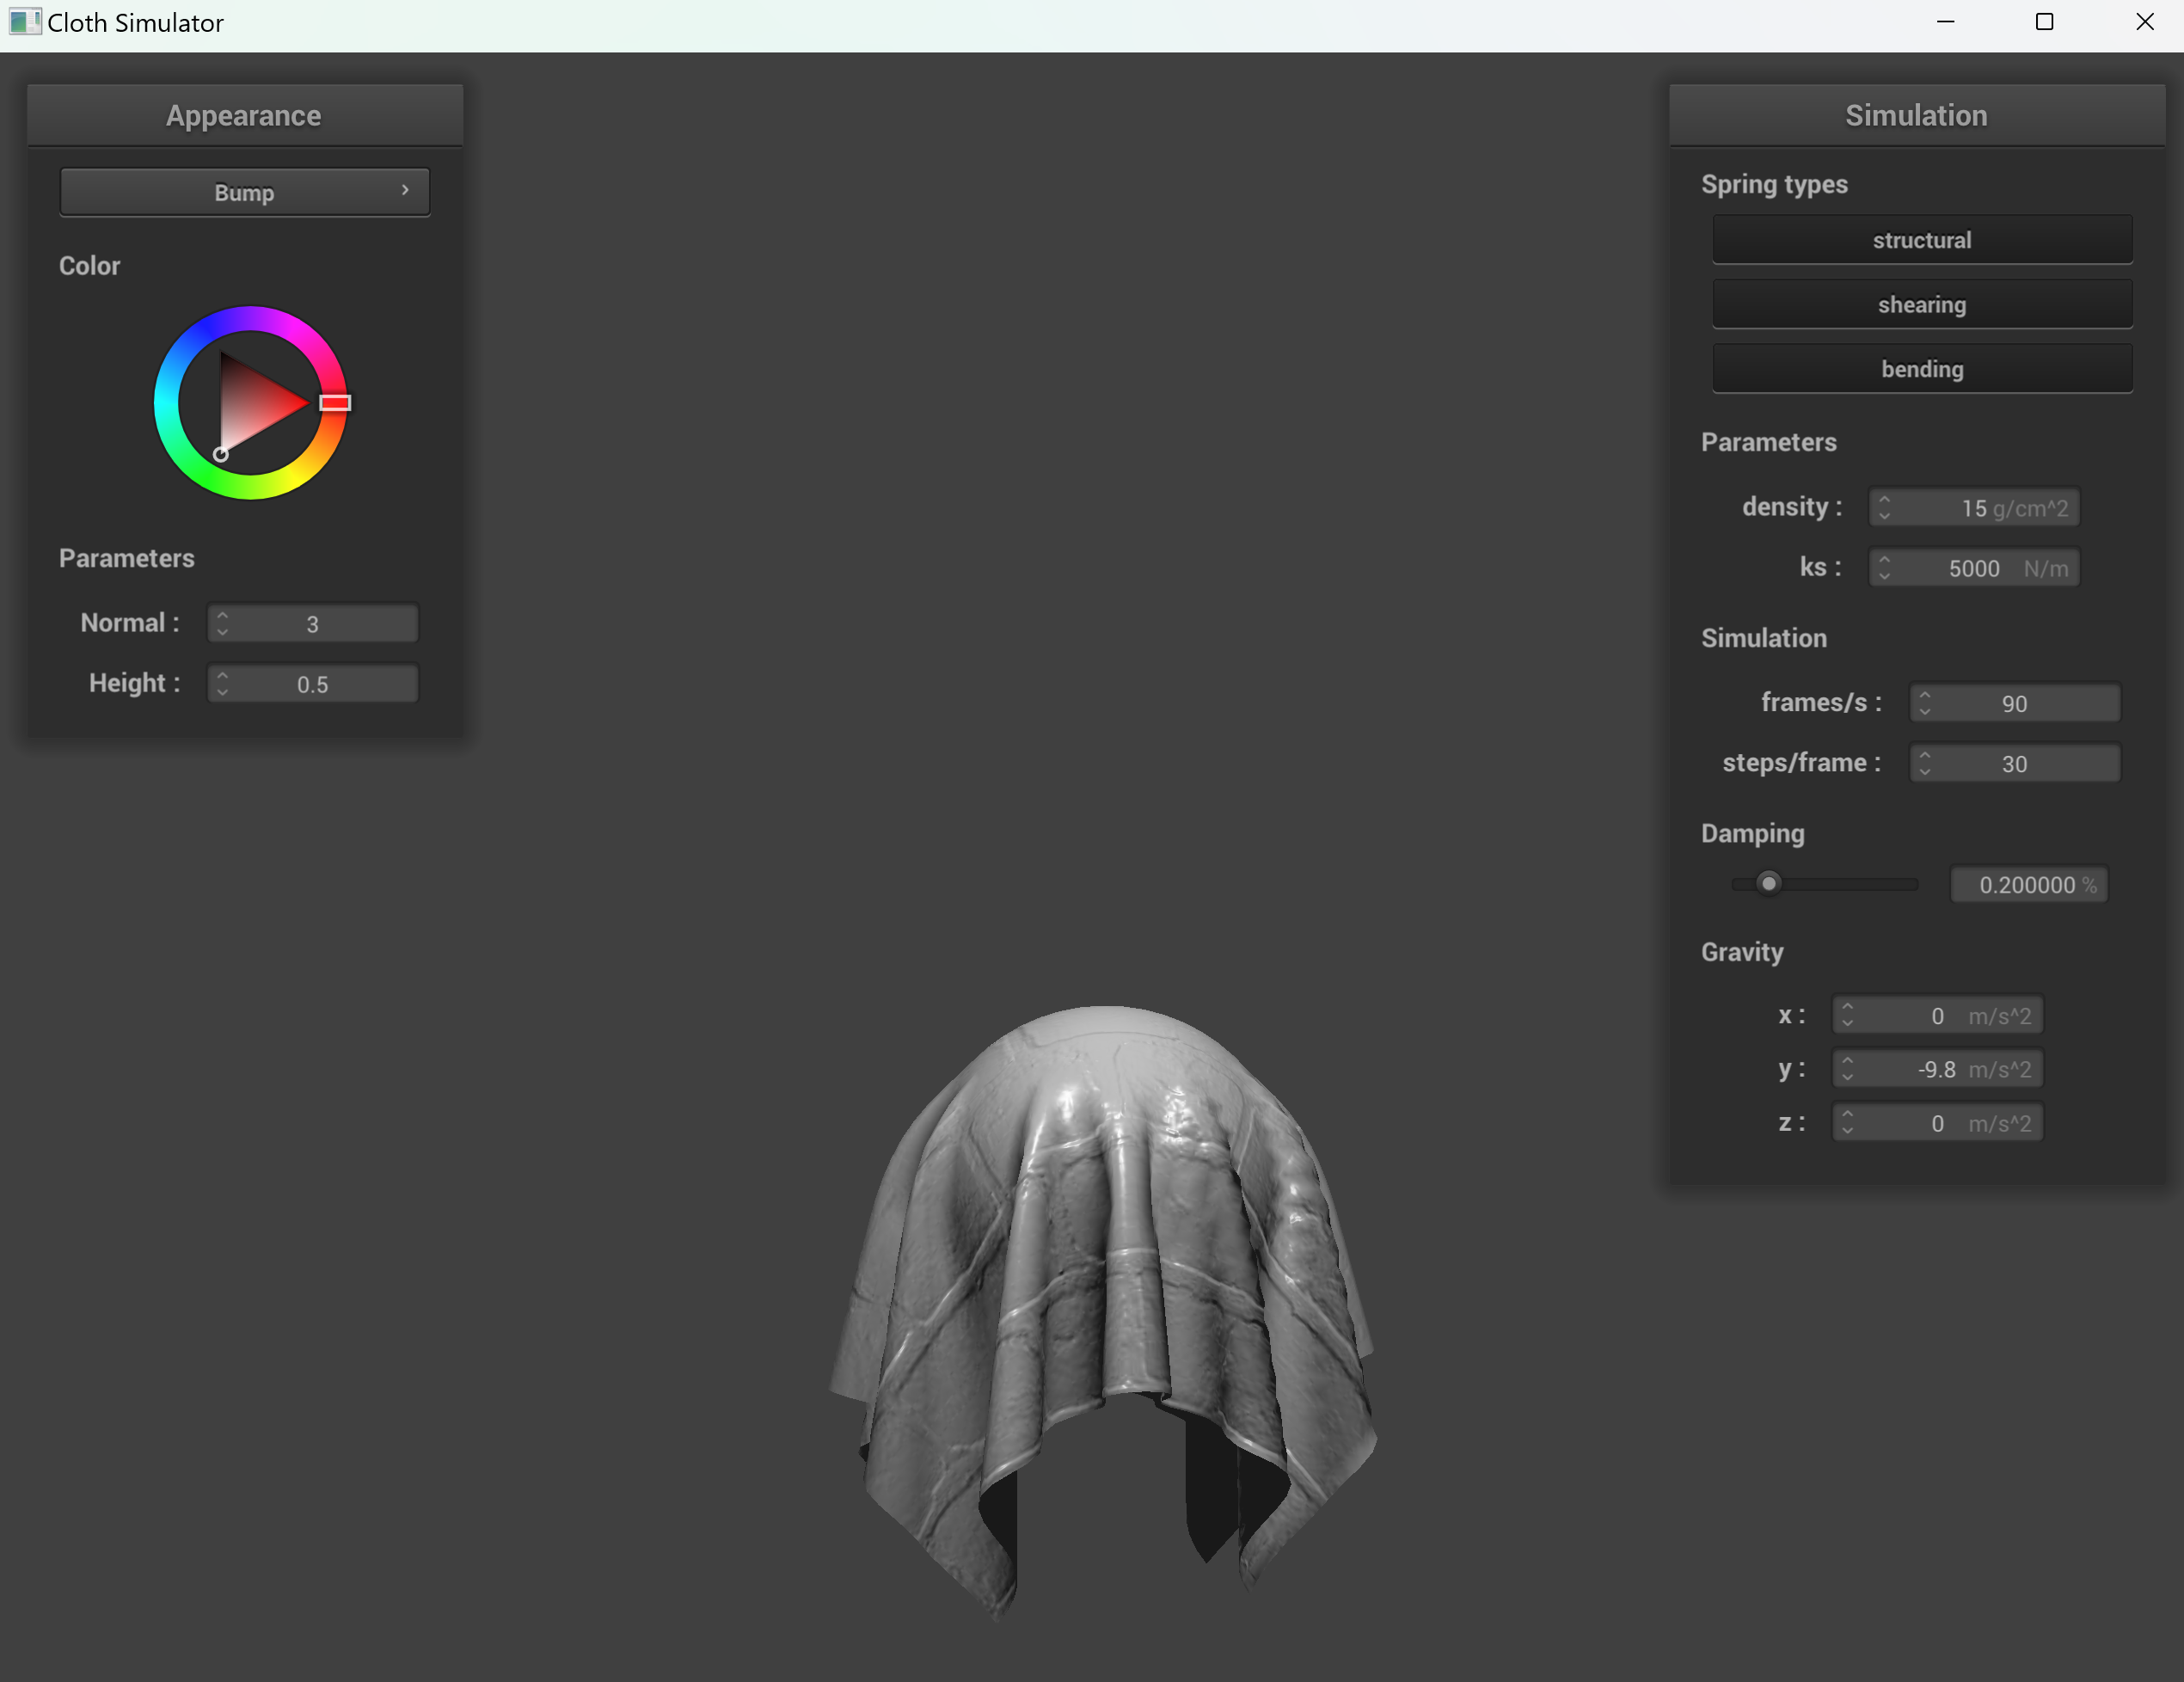 Cloth Simulator
Appearance
Bump
Color
Parameters
Normal : 3
Height : 0.5
Simulation
Spring types
structural
shearing
bending
Parameters
density : 15 g/cm^2
ks : 5000 N/m
Simulation
frames/s : 90
steps/frame : 30
Damping
0.200000 %
Gravity
x : 0 m/s^2
y : -9.8 m/s^2
z : 0 m/s^2